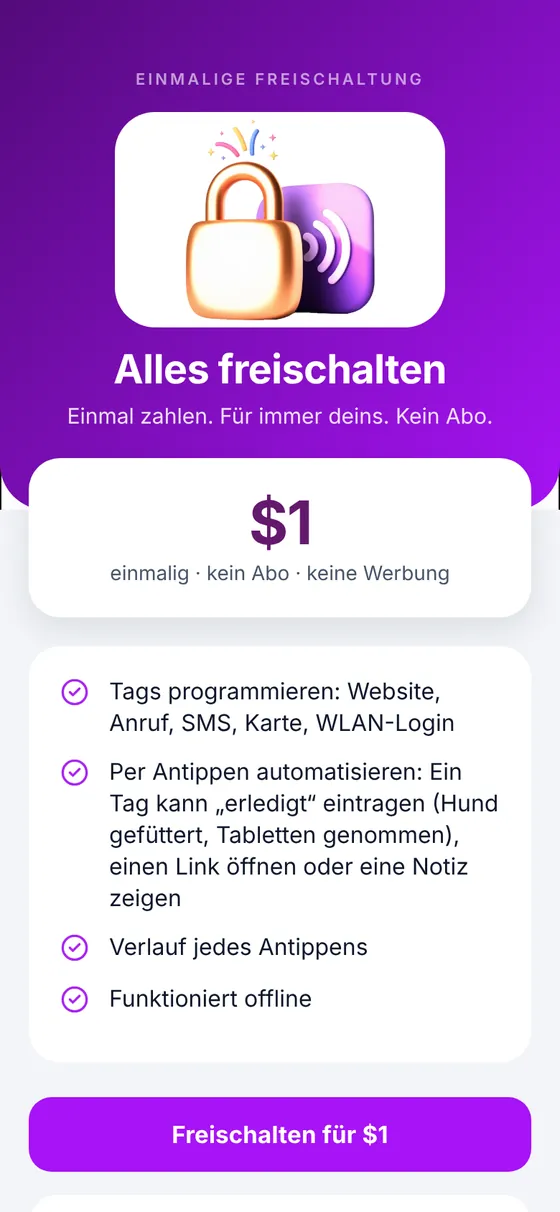 EINMALIGE FREISCHALTUNG
Alles freischalten
Einmal zahlen. Für immer deins. Kein Abo.
$1
einmalig · kein Abo · keine Werbung
Tags programmieren: Website,
Anruf, SMS, Karte, WLAN-Login
Per Antippen automatisieren: Ein
Tag kann „erledigt“ eintragen (Hund
gefüttert, Tabletten genommen),
einen Link öffnen oder eine Notiz
zeigen
Verlauf jedes Antippens
Funktioniert offline
Freischalten für $1